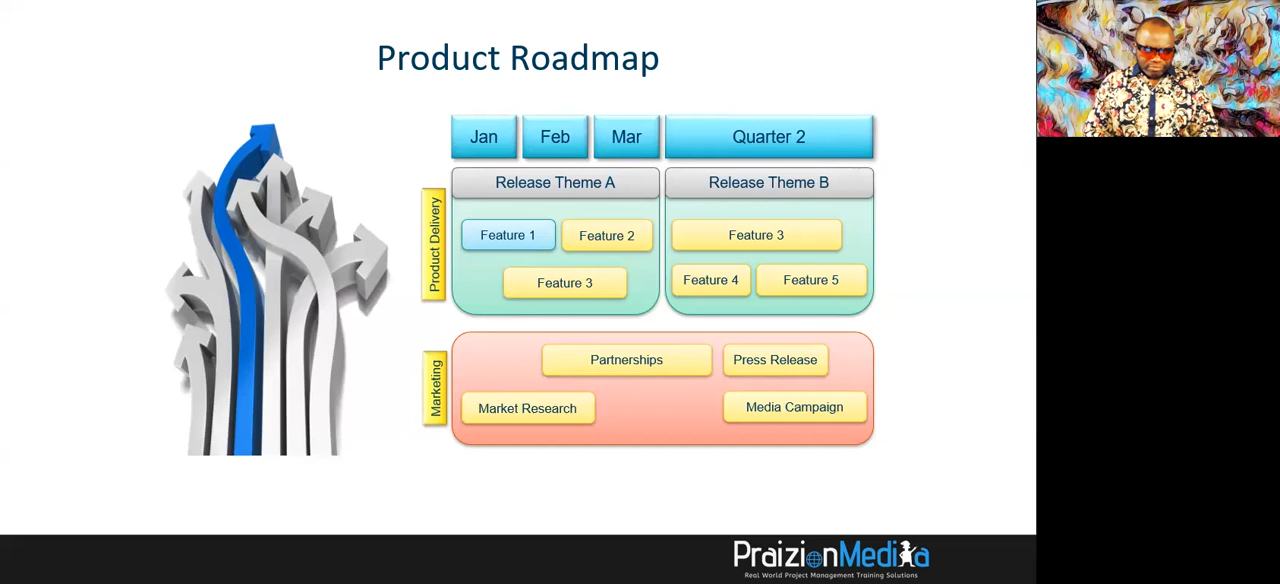 Product Roadmap
Jan Feb Mar Quarter 2
Release Theme A Release Theme B
Product Delivery
Feature 1 Feature 2 Feature 3
Feature 3 Feature 4 Feature 5
Marketing
Partnerships Press Release
Market Research Media Campaign
PraizionMedia
Real World Project Management Training Solutions